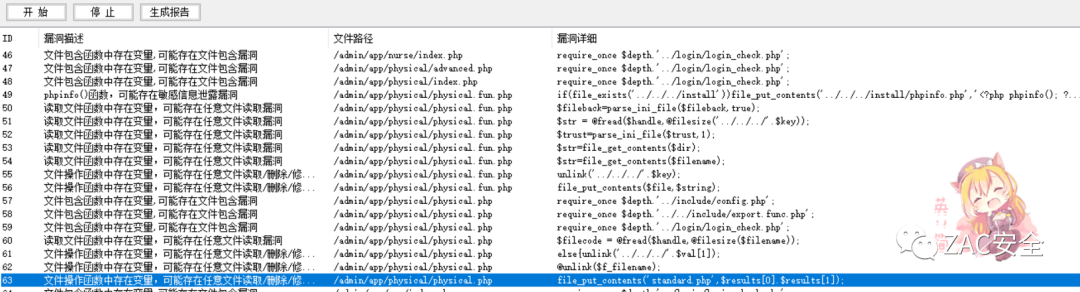 开 始 停 止 生成报告
ID 漏洞描述 文件路径 漏洞详细
46 文件包含函数中存在变量,可能存在文件包含漏洞 /admin/app/nurse/index.php require_once $depth.'../login/login_check.php';
47 文件包含函数中存在变量,可能存在文件包含漏洞 /admin/app/physical/advanced.php require_once $depth.'../login/login_check.php';
48 文件包含函数中存在变量,可能存在文件包含漏洞 /admin/app/physical/index.php require_once $depth.'../login/login_check.php';
49 phpinfo()函数，可能存在敏感信息泄露漏洞 /admin/app/physical/physical.fun.php if(file_exists('../../../install'))file_put_contents('../../../install/phpinfo.php','<?php phpinfo(); ?...
50 读取文件函数中存在变量，可能存在任意文件读取漏洞 /admin/app/physical/physical.fun.php $fileback=parse_ini_file($fileback,true);
51 读取文件函数中存在变量，可能存在任意文件读取漏洞 /admin/app/physical/physical.fun.php $str = @fread($handle,@filesize('../../../'.$key));
52 读取文件函数中存在变量，可能存在任意文件读取漏洞 /admin/app/physical/physical.fun.php $trust=parse_ini_file($trust,1);
53 读取文件函数中存在变量，可能存在任意文件读取漏洞 /admin/app/physical/physical.fun.php $str=file_get_contents($dir);
54 读取文件函数中存在变量，可能存在任意文件读取漏洞 /admin/app/physical/physical.fun.php $str=file_get_contents($filename);
55 文件操作函数中存在变量，可能存在任意文件读取/删除/修... /admin/app/physical/physical.fun.php unlink('../../../'.$key);
56 文件操作函数中存在变量，可能存在任意文件读取/删除/修... /admin/app/physical/physical.fun.php file_put_contents($file,$string);
57 文件包含函数中存在变量,可能存在文件包含漏洞 /admin/app/physical/physical.php require_once $depth.'../include/config.php';
58 文件包含函数中存在变量,可能存在文件包含漏洞 /admin/app/physical/physical.php require_once $depth.'../../include/export.func.php';
59 文件包含函数中存在变量,可能存在文件包含漏洞 /admin/app/physical/physical.php require_once $depth.'../login/login_check.php';
60 读取文件函数中存在变量，可能存在任意文件读取漏洞 /admin/app/physical/physical.php $filecode = @fread($handle,@filesize($filename));
61 文件操作函数中存在变量，可能存在任意文件读取/删除/修... /admin/app/physical/physical.php else{unlink('../../../'.$val[1]);
62 文件操作函数中存在变量，可能存在任意文件读取/删除/修... /admin/app/physical/physical.php @unlink($f_filename);
63 文件操作函数中存在变量，可能存在任意文件读取/删除/修... /admin/app/physical/physical.php file_put_contents('standard.php',$results[0].$results[1]);
ZAC安全